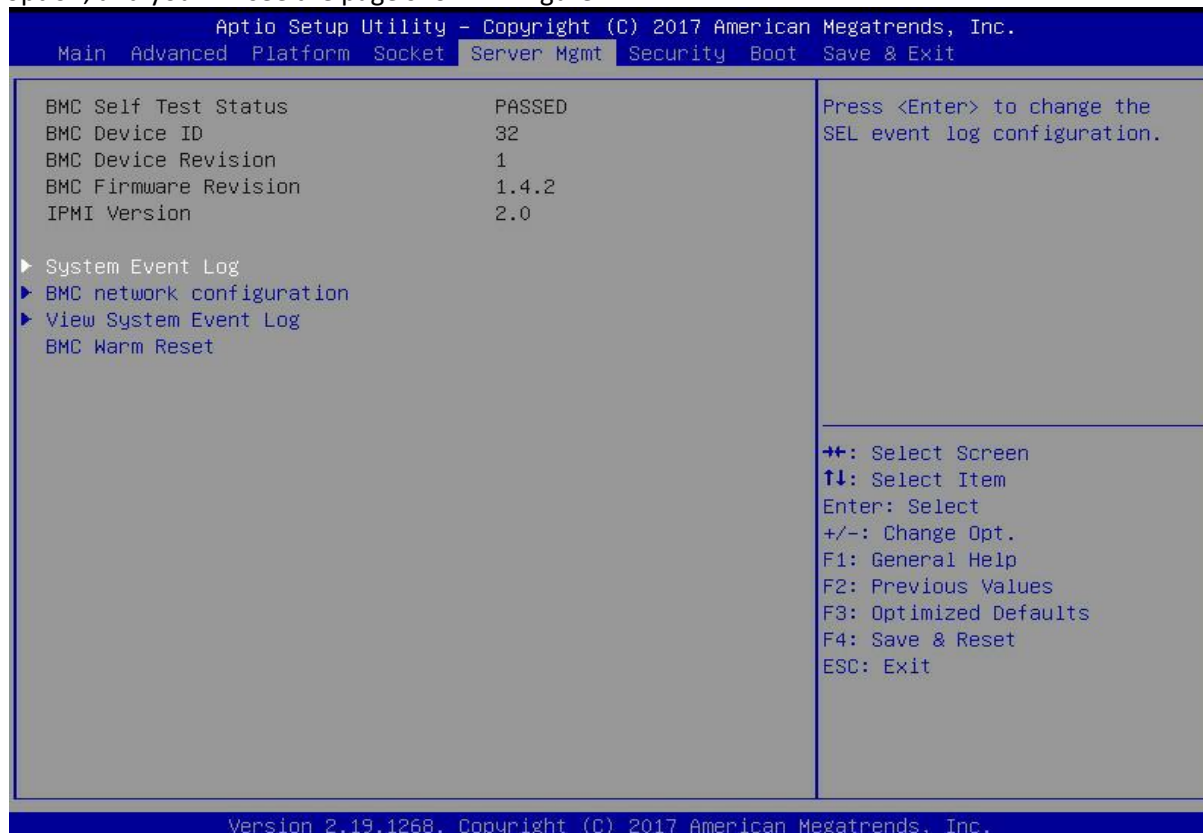 Aptio Setup Utility – Copyright (C) 2017 American Megatrends, Inc.
Main Advanced Platform Socket Server Mgmt Security Boot Save & Exit
BMC Self Test Status PASSED
BMC Device ID 32
BMC Device Revision 1
BMC Firmware Revision 1.4.2
IPMI Version 2.0
System Event Log
BMC network configuration
View System Event Log
BMC Warm Reset
Press <Enter> to change the
SEL event log configuration.
→←: Select Screen
↑↓: Select Item
Enter: Select
+/-: Change Opt.
F1: General Help
F2: Previous Values
F3: Optimized Defaults
F4: Save & Reset
ESC: Exit
Version 2.19.1268. Copyright (C) 2017 American Megatrends, Inc.